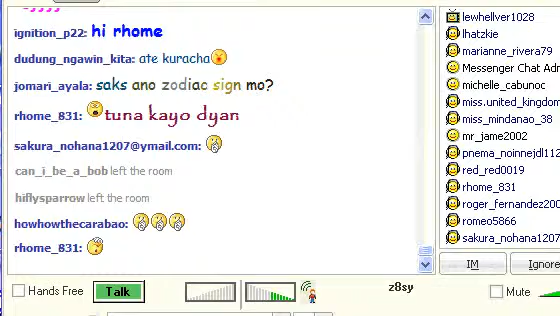 ignition_p22: hi rhome
dudung_ngawin_kita: ate kuracha
jomari_ayala: saks ano zodiac sign mo?
rhome_831: tuna kayo dyan
sakura_nohana1207@ymail.com:
can_i_be_a_bob left the room
hiflysparrow left the room
howhowthecarabao:
rhome_831:
lewhellver1028
lhatzkie
marianne_rivera79
Messenger Chat Adr
michelle_cabunoc
miss.united_kingdom
miss_mindanao_38
mr_jame2002
pnema_noinnejdl112
red_red0019
rhome_831
roger_fernandez200
romeo5866
sakura_nohana1207
IM
Ignore
Hands Free
Talk
z8sy
Mute